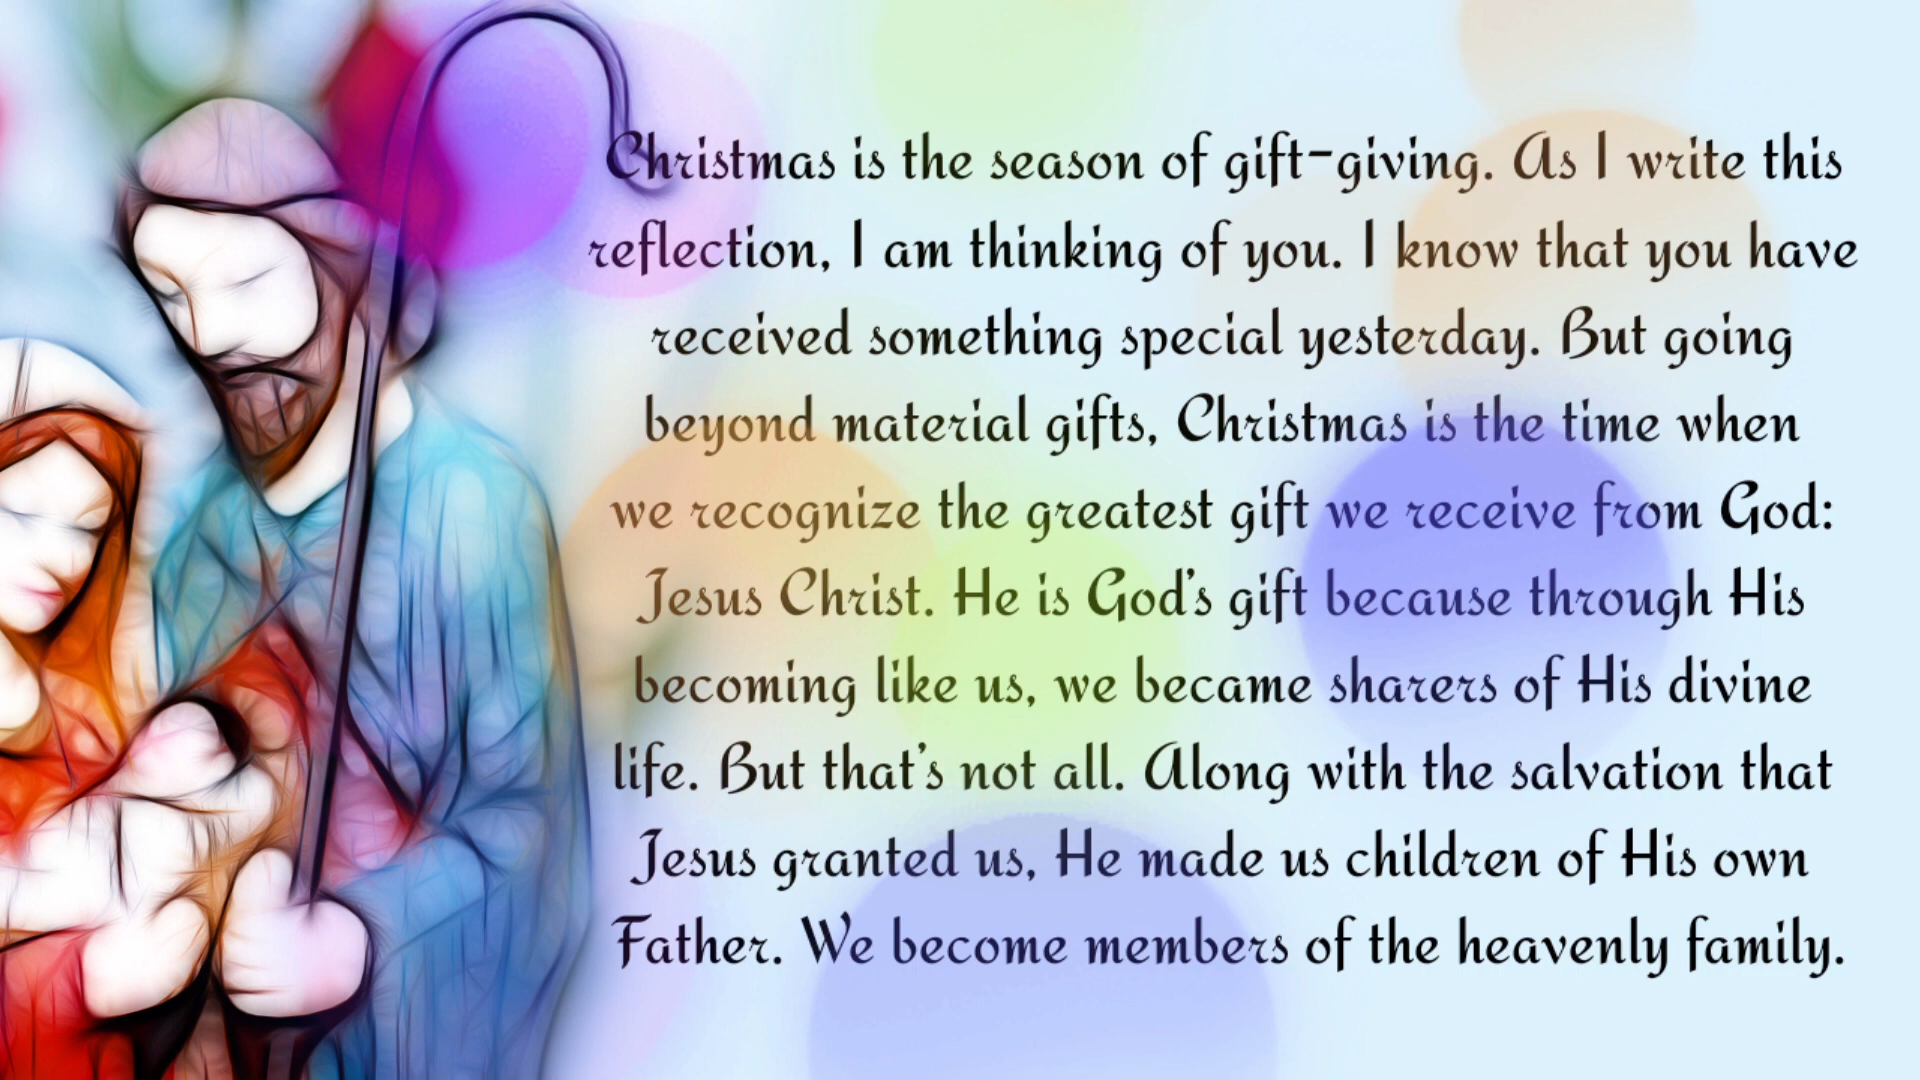 Christmas is the season of gift-giving. As I write this
reflection, I am thinking of you. I know that you have
received something special yesterday. But going
beyond material gifts, Christmas is the time when
we recognize the greatest gift we receive from God:
Jesus Christ. He is God's gift because through His
becoming like us, we became sharers of His divine
life. But that's not all. Along with the salvation that
Jesus granted us, He made us children of His own
Father. We become members of the heavenly family.